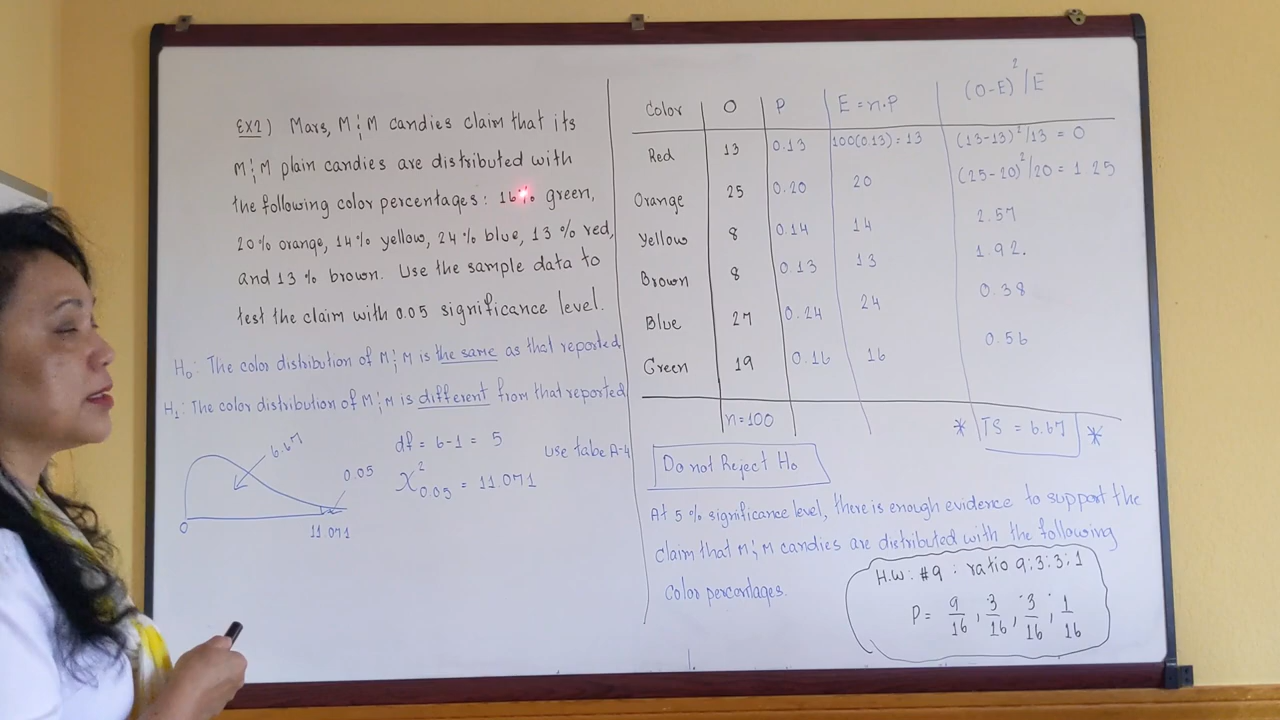 Ex2) Mars, M&M candies claim that its
M&M plain candies are distributed with
the following color percentages: 16% green,
20% orange, 14% yellow, 24% blue, 13% red,
and 13% brown. Use the sample data to
test the claim with 0.05 significance level.
H₀: The color distribution of M&M is the same as that reported
H₁: The color distribution of M&M is different from that reported
6.67
0.05
0
11.071
df = 6-1 = 5
use tabe A-4
χ²₀.₀₅ = 11.071
Color | O | P | E = n.P | (O-E)²/E
Red 13 0.13 100(0.13) = 13 (13-13)²/13 = 0
Orange 25 0.20 20 (25-20)²/20 = 1.25
Yellow 8 0.14 14 2.57
Brown 8 0.13 13 1.92.
Blue 27 0.24 24 0.38
Green 19 0.16 16 0.56
n=100 * TS = 6.67 *
Do not Reject H₀
At 5% significance level, there is enough evidence to support the
claim that M&M candies are distributed with the following
color percentages.
H.W: #9 : ratio 9:3:3:1
P = 9/16, 3/16, 3/16, 1/16